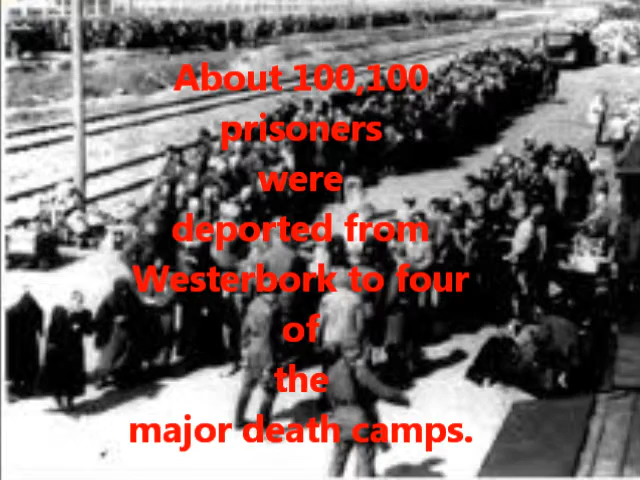 About 100,100
prisoners
were
deported from
Westerbork to four
of
the
major death camps.